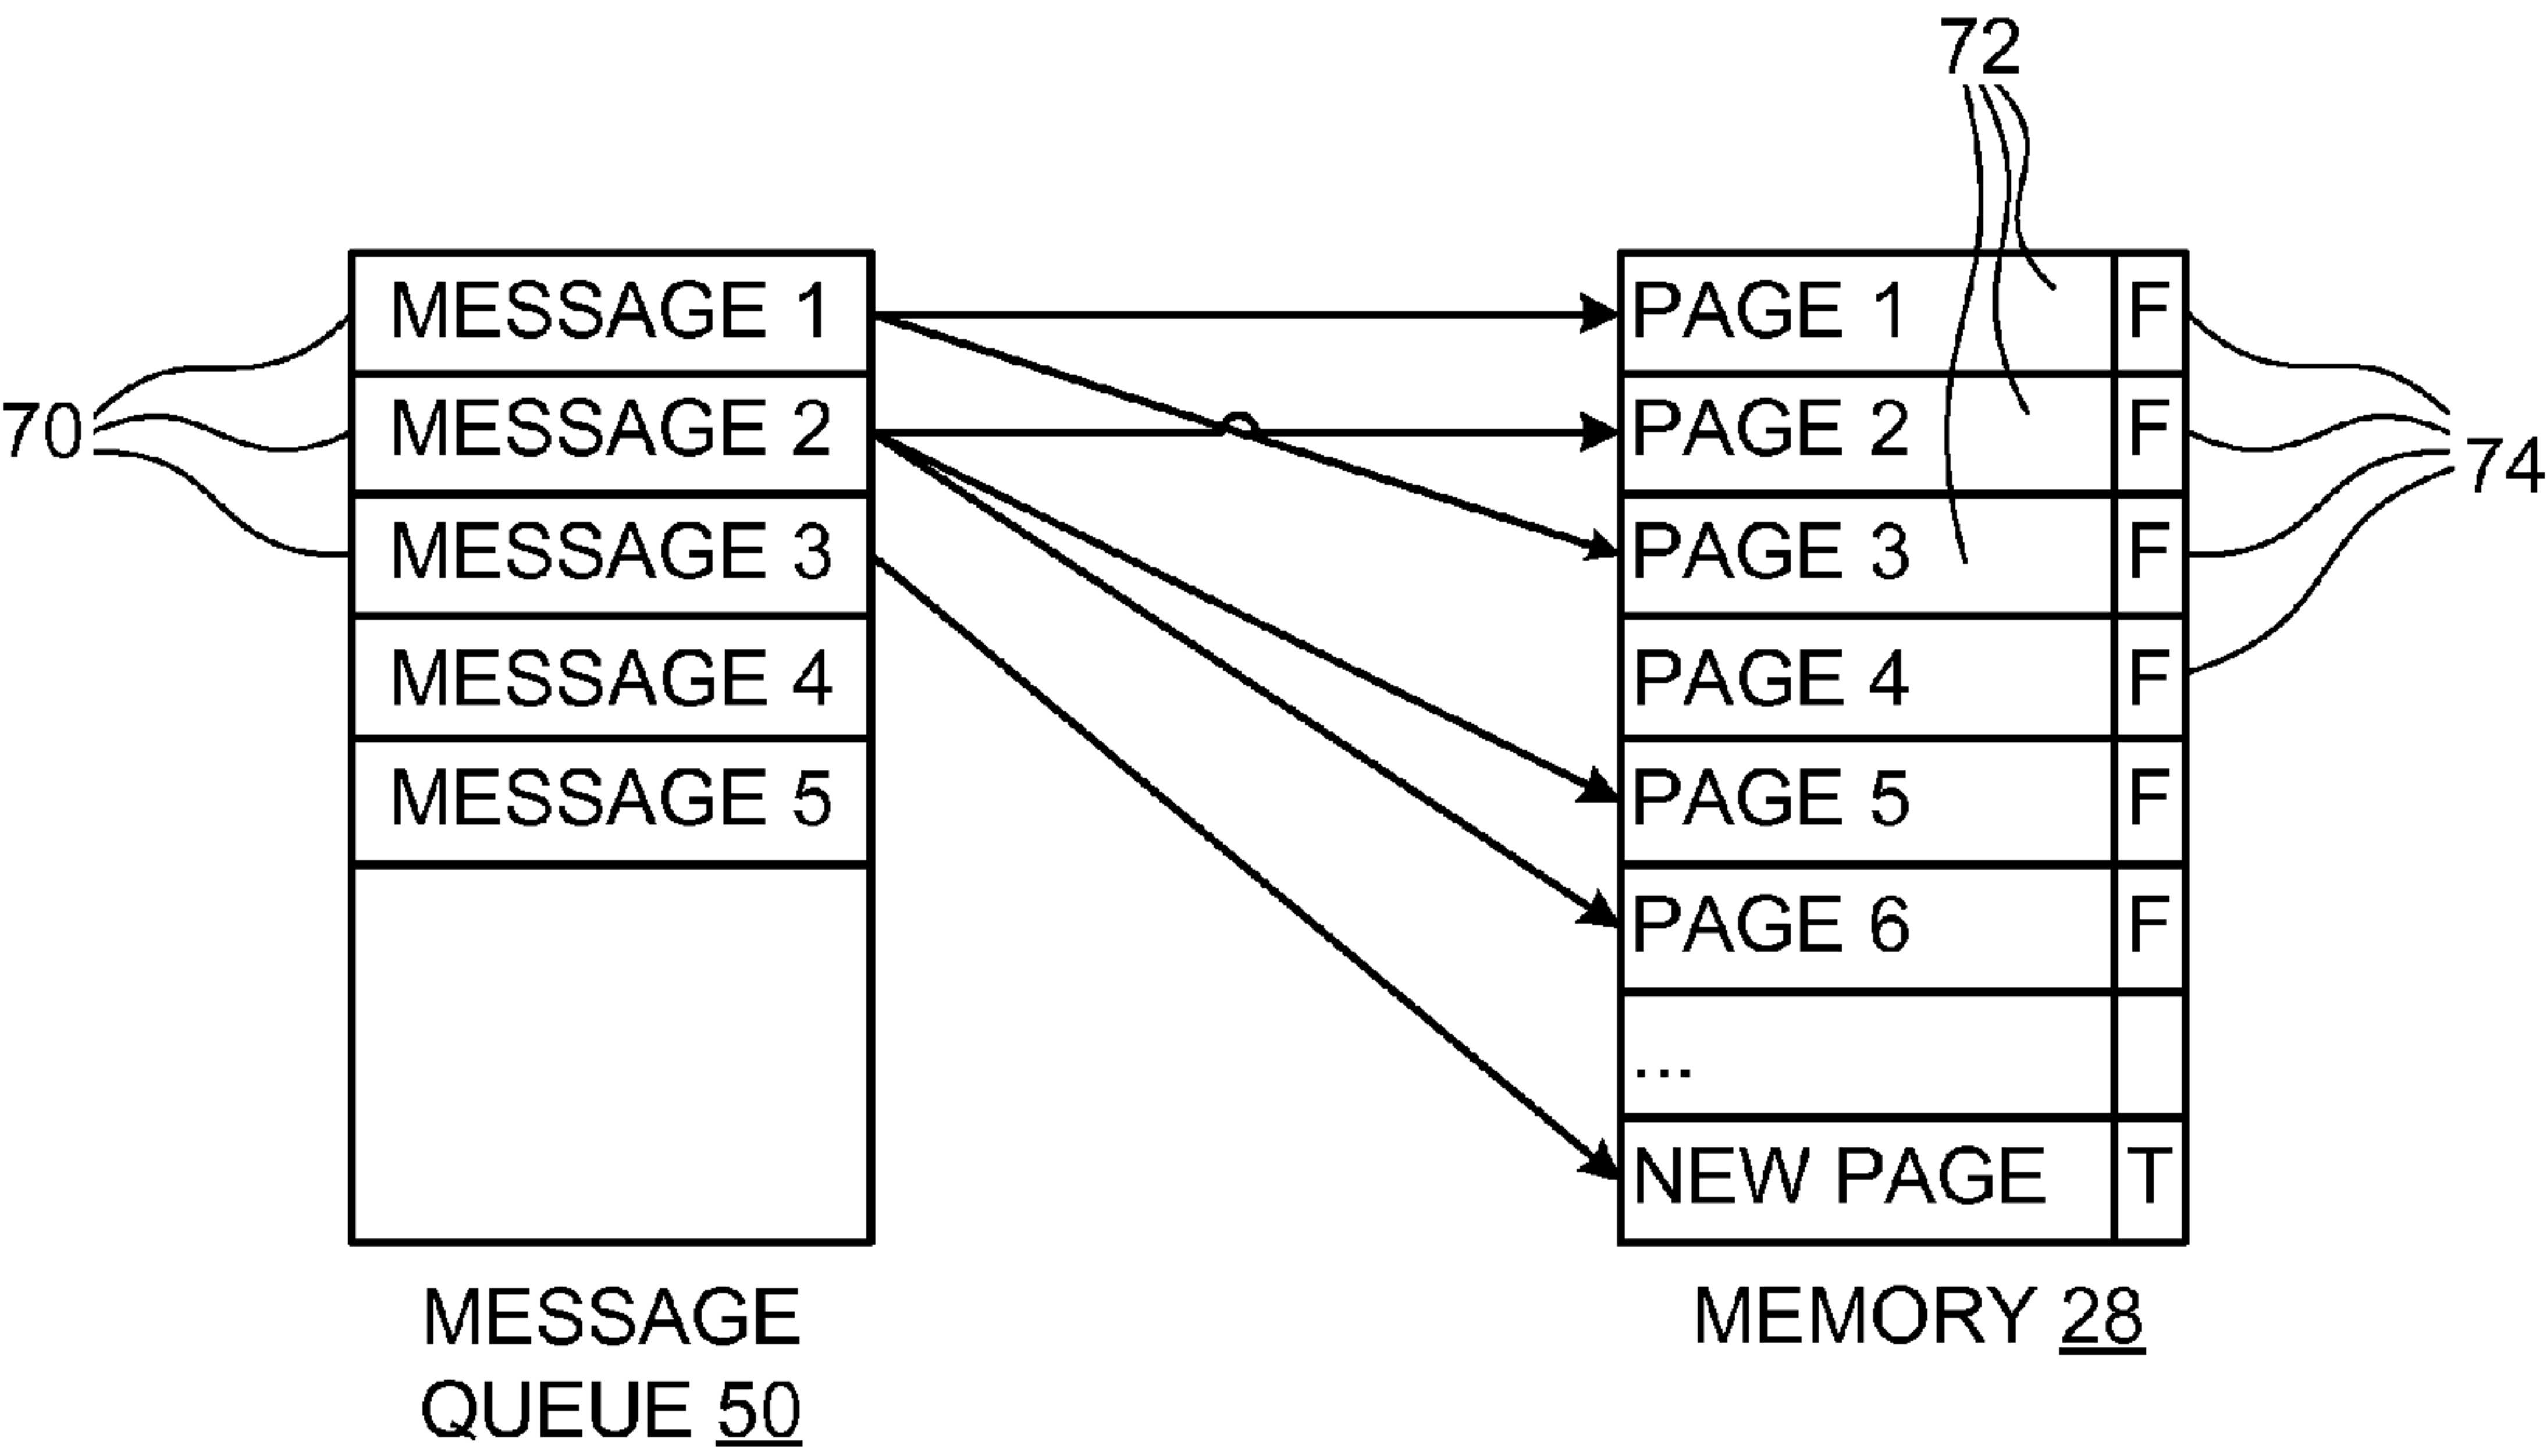 72
MESSAGE 1
MESSAGE 2
MESSAGE 3
MESSAGE 4
MESSAGE 5
70
PAGE 1 F
PAGE 2 F
PAGE 3 F
PAGE 4 F
PAGE 5 F
PAGE 6 F
...
NEW PAGE T
74
MESSAGE
QUEUE 50
MEMORY 28